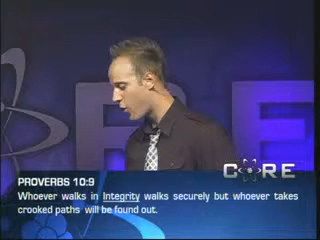 RE
CORE
PROVERBS 10:9
Whoever walks in Integrity walks securely but whoever takes
crooked paths will be found out.